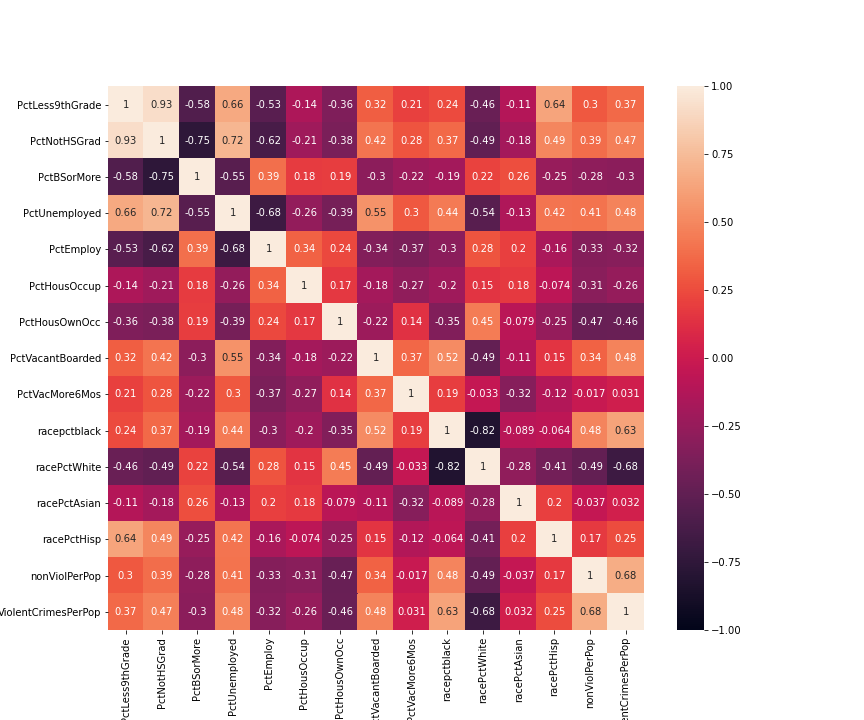 PctLess9thGrade 1 0.93 -0.58 0.66 -0.53 -0.14 -0.36 0.32 0.21 0.24 -0.46 -0.11 0.64 0.3 0.37
PctNotHSGrad 0.93 1 -0.75 0.72 -0.62 -0.21 -0.38 0.42 0.28 0.37 -0.49 -0.18 0.49 0.39 0.47
PctBSorMore -0.58 -0.75 1 -0.55 0.39 0.18 0.19 -0.3 -0.22 -0.19 0.22 0.26 -0.25 -0.28 -0.3
PctUnemployed 0.66 0.72 -0.55 1 -0.68 -0.26 -0.39 0.55 0.3 0.44 -0.54 -0.13 0.42 0.41 0.48
PctEmploy -0.53 -0.62 0.39 -0.68 1 0.34 0.24 -0.34 -0.37 -0.3 0.28 0.2 -0.16 -0.33 -0.32
PctHousOccup -0.14 -0.21 0.18 -0.26 0.34 1 0.17 -0.18 -0.27 -0.2 0.15 0.18 -0.074 -0.31 -0.26
PctHousOwnOcc -0.36 -0.38 0.19 -0.39 0.24 0.17 1 -0.22 0.14 -0.35 0.45 -0.079 -0.25 -0.47 -0.46
PctVacantBoarded 0.32 0.42 -0.3 0.55 -0.34 -0.18 -0.22 1 0.37 0.52 -0.49 -0.11 0.15 0.34 0.48
PctVacMore6Mos 0.21 0.28 -0.22 0.3 -0.37 -0.27 0.14 0.37 1 0.19 -0.033 -0.32 -0.12 -0.017 0.031
racepctblack 0.24 0.37 -0.19 0.44 -0.3 -0.2 -0.35 0.52 0.19 1 -0.82 -0.089 -0.064 0.48 0.63
racePctWhite -0.46 -0.49 0.22 -0.54 0.28 0.15 0.45 -0.49 -0.033 -0.82 1 -0.28 -0.41 -0.49 -0.68
racePctAsian -0.11 -0.18 0.26 -0.13 0.2 0.18 -0.079 -0.11 -0.32 -0.089 -0.28 1 0.2 -0.037 0.032
racePctHisp 0.64 0.49 -0.25 0.42 -0.16 -0.074 -0.25 0.15 -0.12 -0.064 -0.41 0.2 1 0.17 0.25
nonViolPerPop 0.3 0.39 -0.28 0.41 -0.33 -0.31 -0.47 0.34 -0.017 0.48 -0.49 -0.037 0.17 1 0.68
ViolentCrimesPerPop 0.37 0.47 -0.3 0.48 -0.32 -0.26 -0.46 0.48 0.031 0.63 -0.68 0.032 0.25 0.68 1
PctLess9thGrade
PctNotHSGrad
PctBSorMore
PctUnemployed
PctEmploy
PctHousOccup
PctHousOwnOcc
ctVacantBoarded
PctVacMore6Mos
racepctblack
racePctWhite
racePctAsian
racePctHisp
nonViolPerPop
entCrimesPerPop
1.00
0.75
0.50
0.25
0.00
−0.25
−0.50
−0.75
−1.00